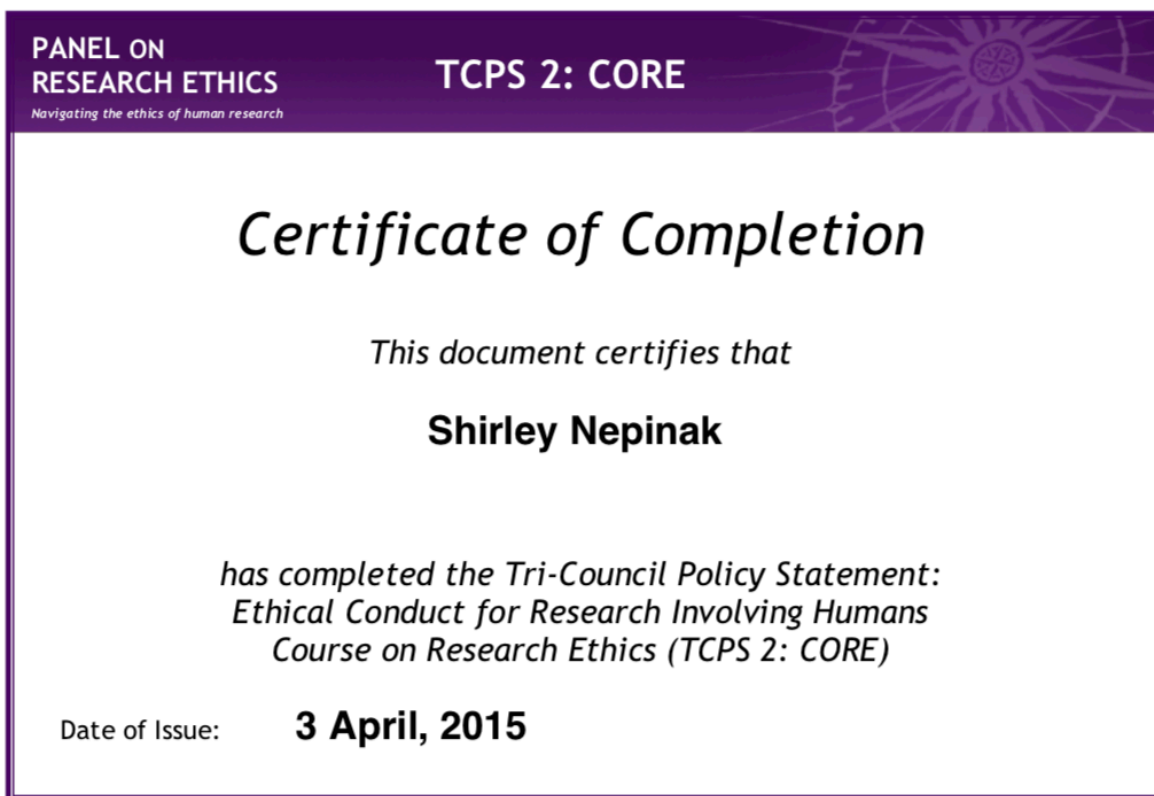 PANEL ON
RESEARCH ETHICS
Navigating the ethics of human research
TCPS 2: CORE
Certificate of Completion
This document certifies that
Shirley Nepinak
has completed the Tri-Council Policy Statement:
Ethical Conduct for Research Involving Humans
Course on Research Ethics (TCPS 2: CORE)
Date of Issue: 3 April, 2015